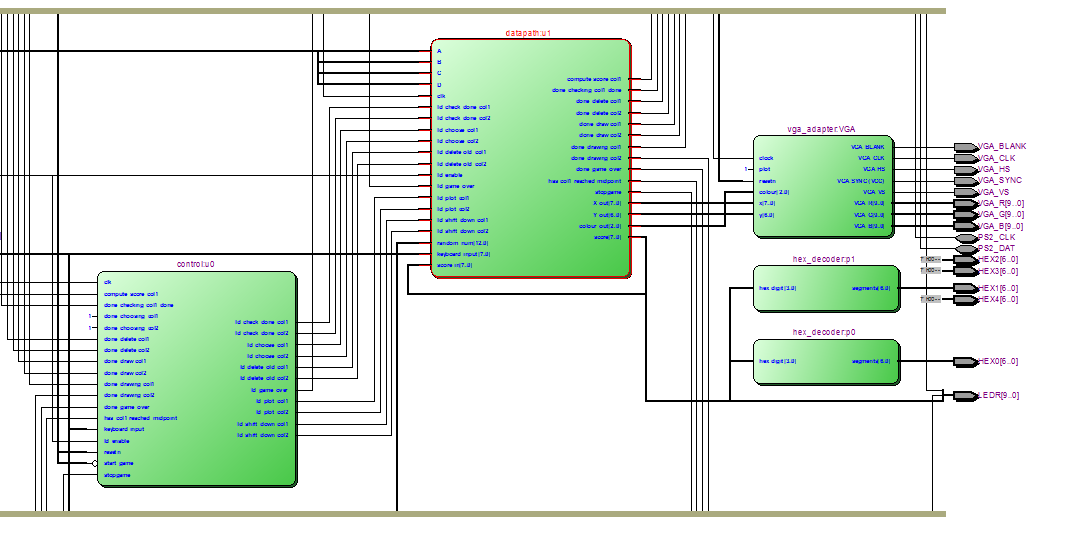 datapath:u1
A
B
C
D
clk
ld check done col1
ld check done col2
ld choose col1
ld choose col2
ld delete old col1
ld delete old col2
ld enable
ld game over
ld plot col1
ld plot col2
ld shift down col1
ld shift down col2
random num[12.0]
keyboard input[7..0]
score in[7..0]
compute score col1
done checking col1 done
done delete col1
done delete col2
done draw col1
done draw col2
done drawing col1
done drawing col2
done game over
has col1 reached midpoint
stopgame
X out[7..0]
Y out[6..0]
colour out[2..0]
score[7..0]
control:u0
clk
compute score col1
done checking col1 done
1 done choosing col1
1 done choosing col2
done delete col1
done delete col2
done draw col1
done draw col2
done drawing col1
done drawing col2
done game over
has col1 reached midpoint
keyboard input
ld enable
resetn
start game
stopgame
ld check done col1
ld check done col2
ld choose col1
ld choose col2
ld delete old col1
ld delete old col2
ld game over
ld plot col1
ld plot col2
ld shift down col1
ld shift down col2
vga_adapter:VGA
clock
1 plot
resetn
colour[2..0]
x[7..0]
y[6..0]
VGA BLANK
VGA CLK
VGA HS
VGA SYNC (VCC)
VGA VS
VGA R[9..0]
VGA G[9..0]
VGA B[9..0]
hex_decoder:p1
hex digit[3..0]
segments[6..0]
hex_decoder:p0
hex digit[3..0]
segments[6..0]
VGA_BLANK
VGA_CLK
VGA_HS
VGA_SYNC
VGA_VS
VGA_R[9..0]
VGA_G[9..0]
VGA_B[9..0]
PS2_CLK
PS2_DAT
HEX2[6..0]
HEX3[6..0]
HEX1[6..0]
HEX4[6..0]
HEX0[6..0]
LEDR[9..0]